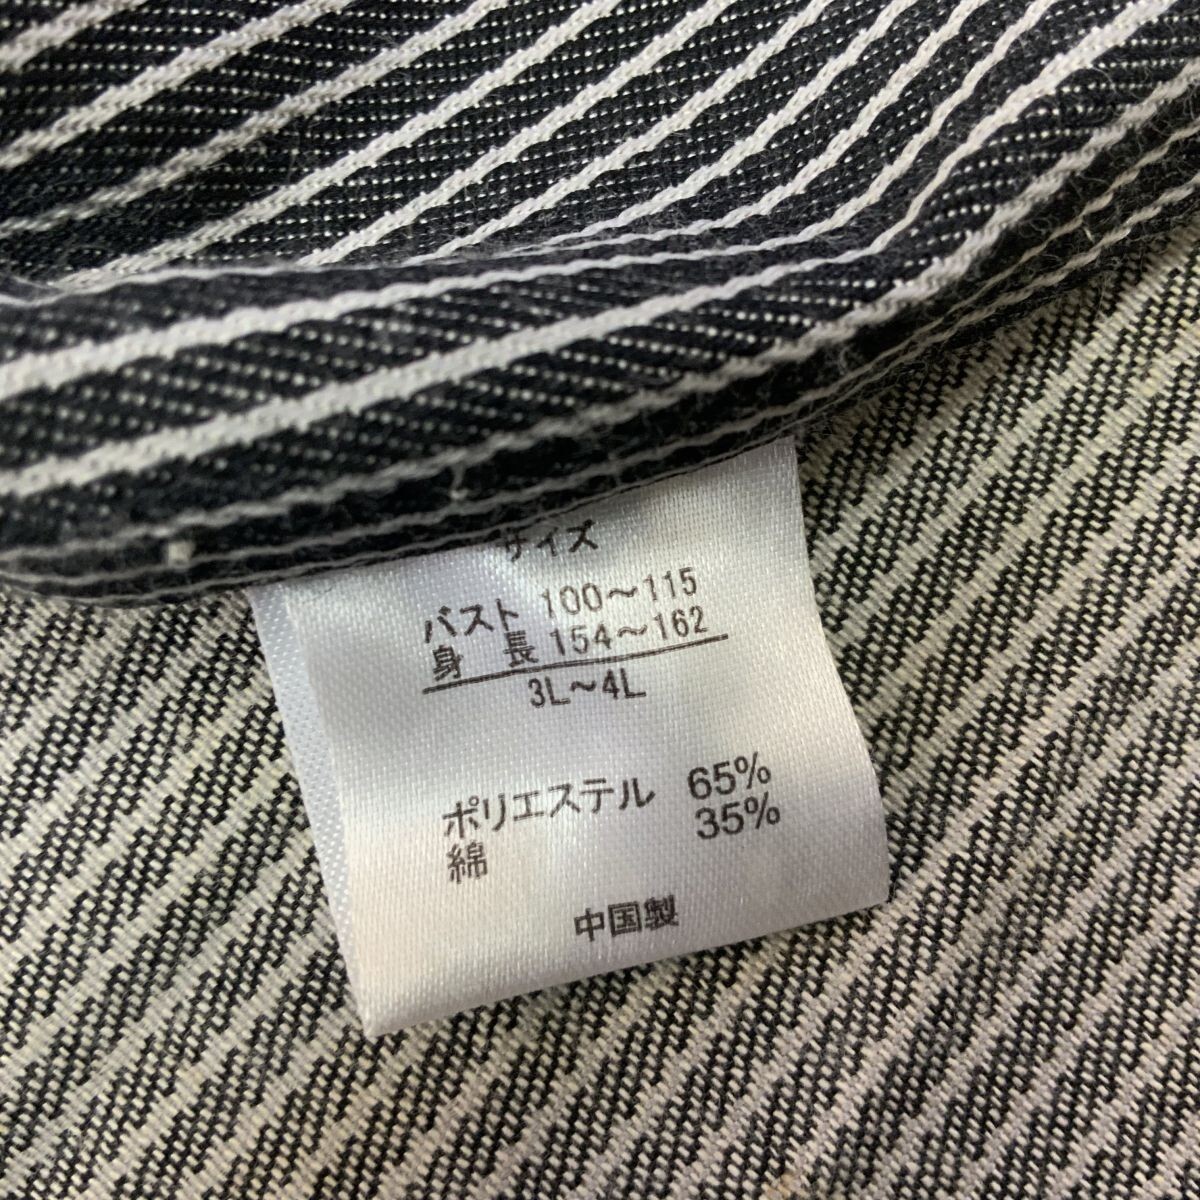 サイズ
バスト 100～115
身 長 154～162
3L～4L
ポリエステル 65%
綿 35%
中国製